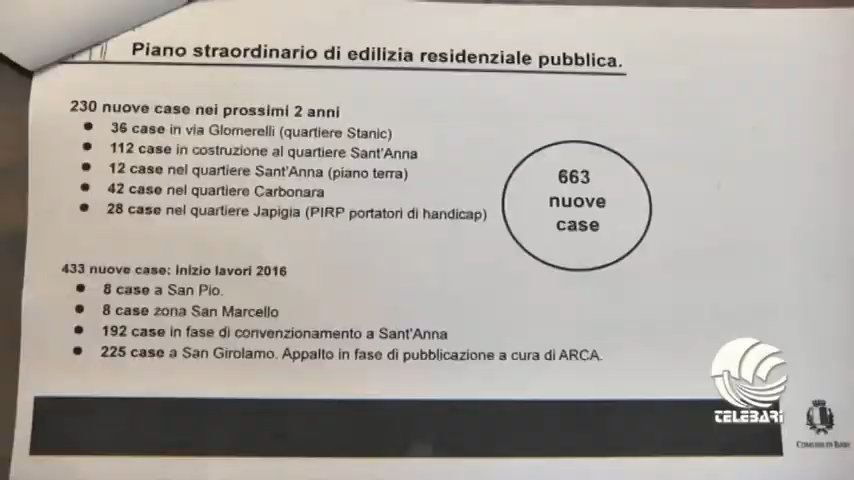 Piano straordinario di edilizia residenziale pubblica.
230 nuove case nei prossimi 2 anni
● 36 case in via Glomerelli (quartiere Stanic)
● 112 case in costruzione al quartiere Sant'Anna
● 12 case nel quartiere Sant'Anna (piano terra)
● 42 case nel quartiere Carbonara
● 28 case nel quartiere Japigia (PIRP portatori di handicap)
663
nuove
case
433 nuove case: inizio lavori 2016
● 8 case a San Pio.
● 8 case zona San Marcello
● 192 case in fase di convenzionamento a Sant'Anna
● 225 case a San Girolamo. Appalto in fase di pubblicazione a cura di ARCA.
TELEBARI
COMUNE DI BARI